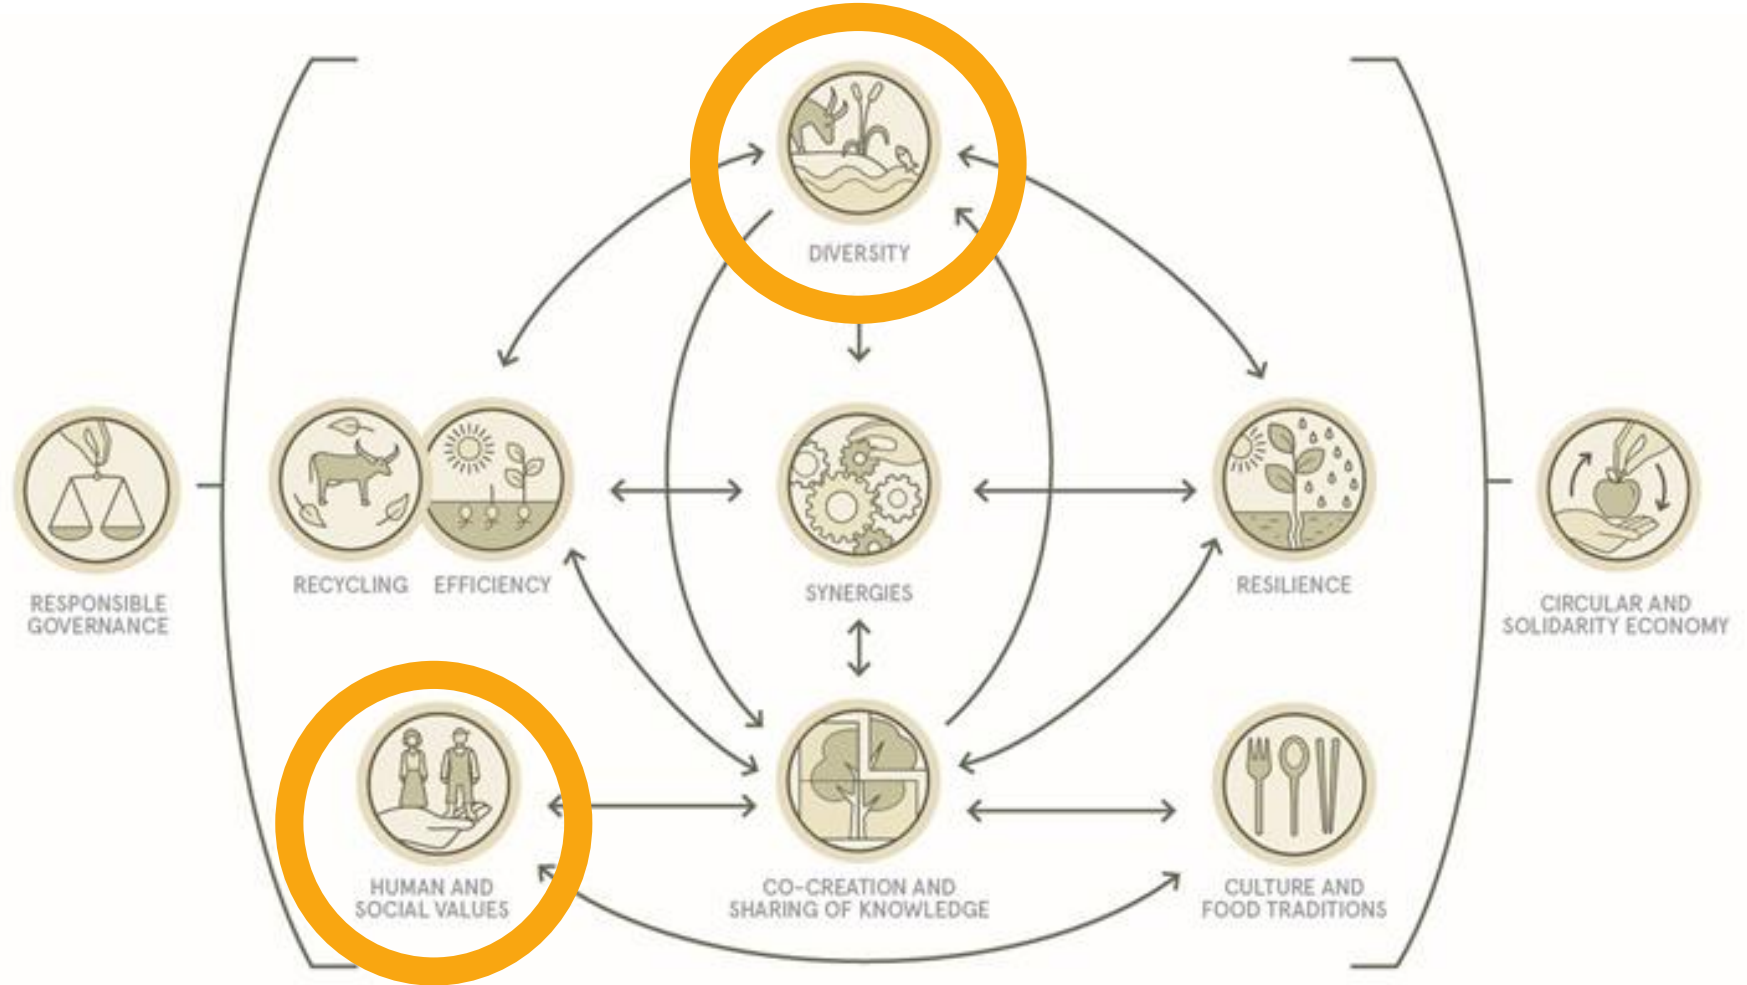 DIVERSITY
RECYCLING
EFFICIENCY
SYNERGIES
RESILIENCE
RESPONSIBLE
GOVERNANCE
CIRCULAR AND
SOLIDARITY ECONOMY
HUMAN AND
SOCIAL VALUES
CO-CREATION AND
SHARING OF KNOWLEDGE
CULTURE AND
FOOD TRADITIONS